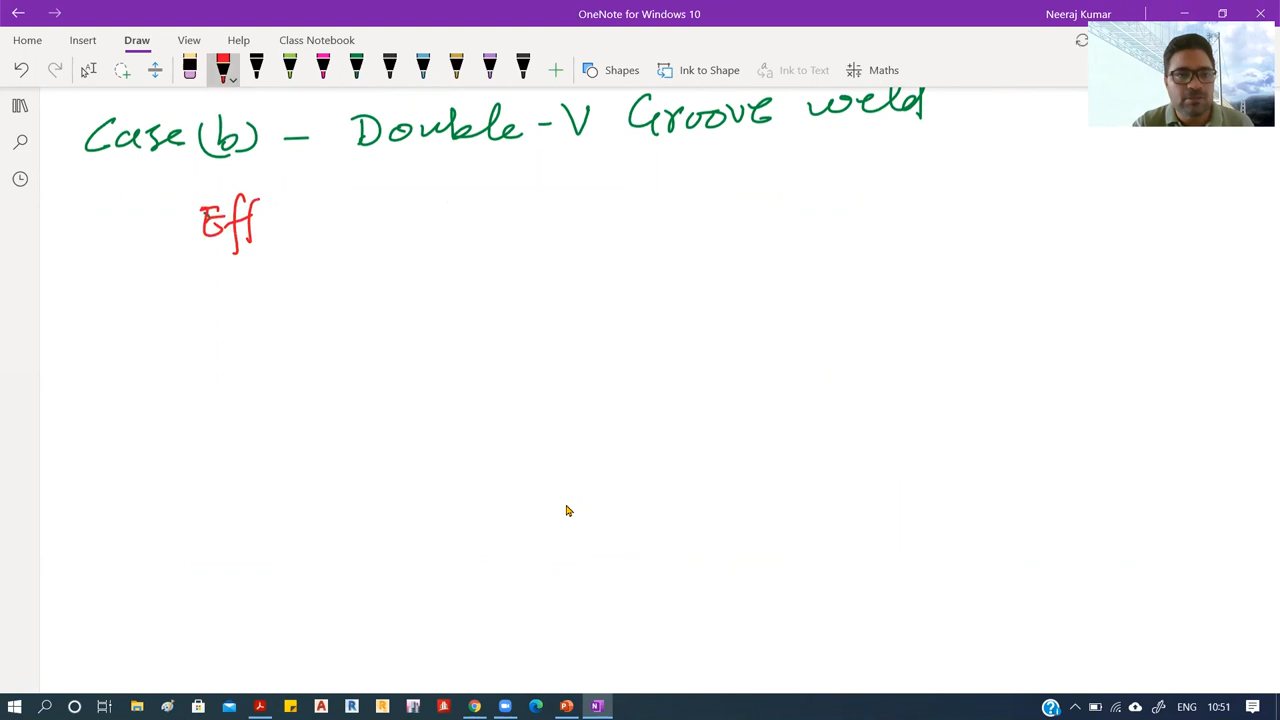 OneNote for Windows 10
Neeraj Kumar
Home Insert Draw View Help Class Notebook
Shapes Ink to Shape Ink to Text Maths
Case (b) - Double-V Groove weld
Eff
ENG 10:51